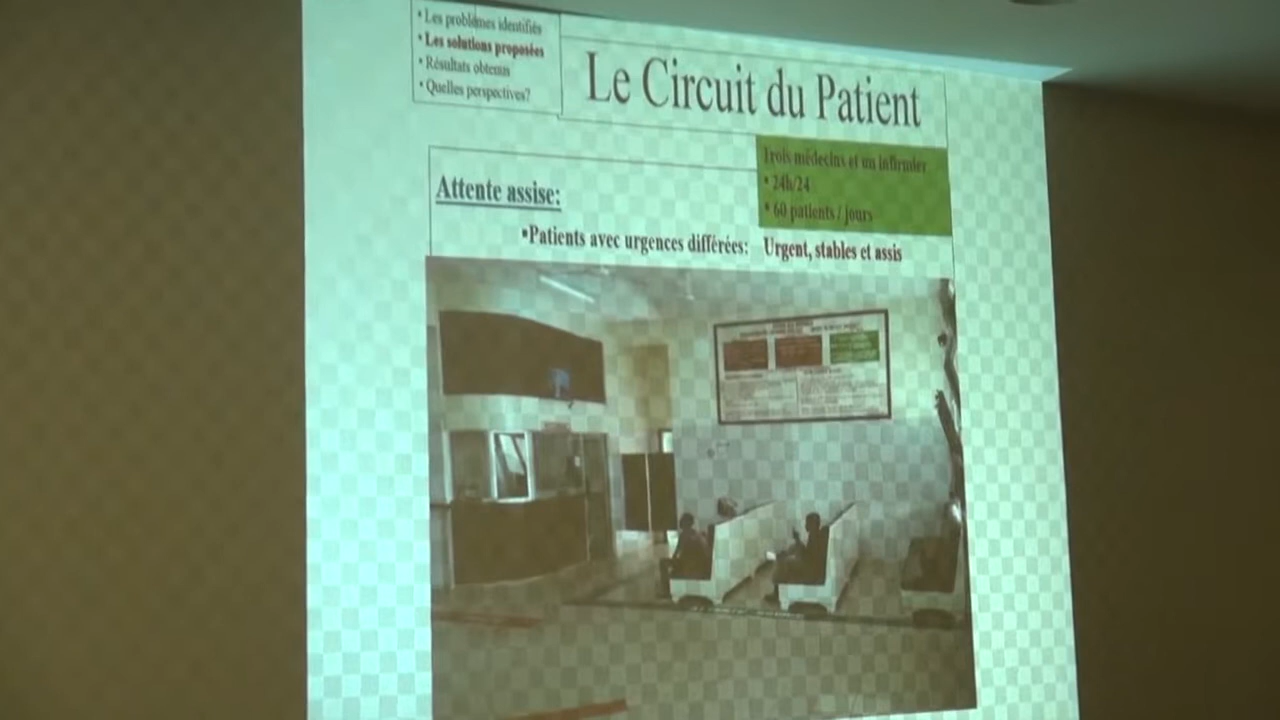 • Les problèmes identifiés
• Les solutions proposées
• Résultats obtenus
• Quelles perspectives?
Le Circuit du Patient
Trois médecins et un infirmier
• 24h/24
• 60 patients / jours
Attente assise:
▪Patients avec urgences différées: Urgent, stables et assis